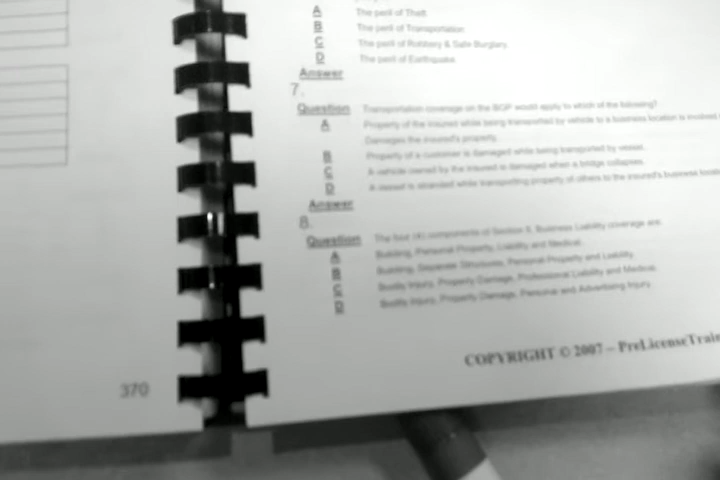 A The peril of Theft.
B The peril of Transportation.
C The peril of Robbery & Safe Burglary.
D The peril of Earthquake.
Answer
7.
Question Transportation coverage on the BOP would apply to which of the following?
A Property of the insured while being transported by vehicle to a business location is involved
Damages the insured's property.
B Property of a customer is damaged while being transported by vessel.
C A vehicle owned by the insured is damaged when a bridge collapses.
D A vessel is stranded while transporting property of others to the insured's business
Answer
8.
Question The four (4) components of Section II, Business Liability coverage are:
A Building, Personal Property, Liability and Medical.
B Building, Separate Structures, Personal Property and Liability.
C Bodily Injury, Property Damage, Professional Liability and Medical.
D Bodily Injury, Property Damage, Personal and Advertising Injury.
COPYRIGHT © 2007 – PreLicenseTrai
370